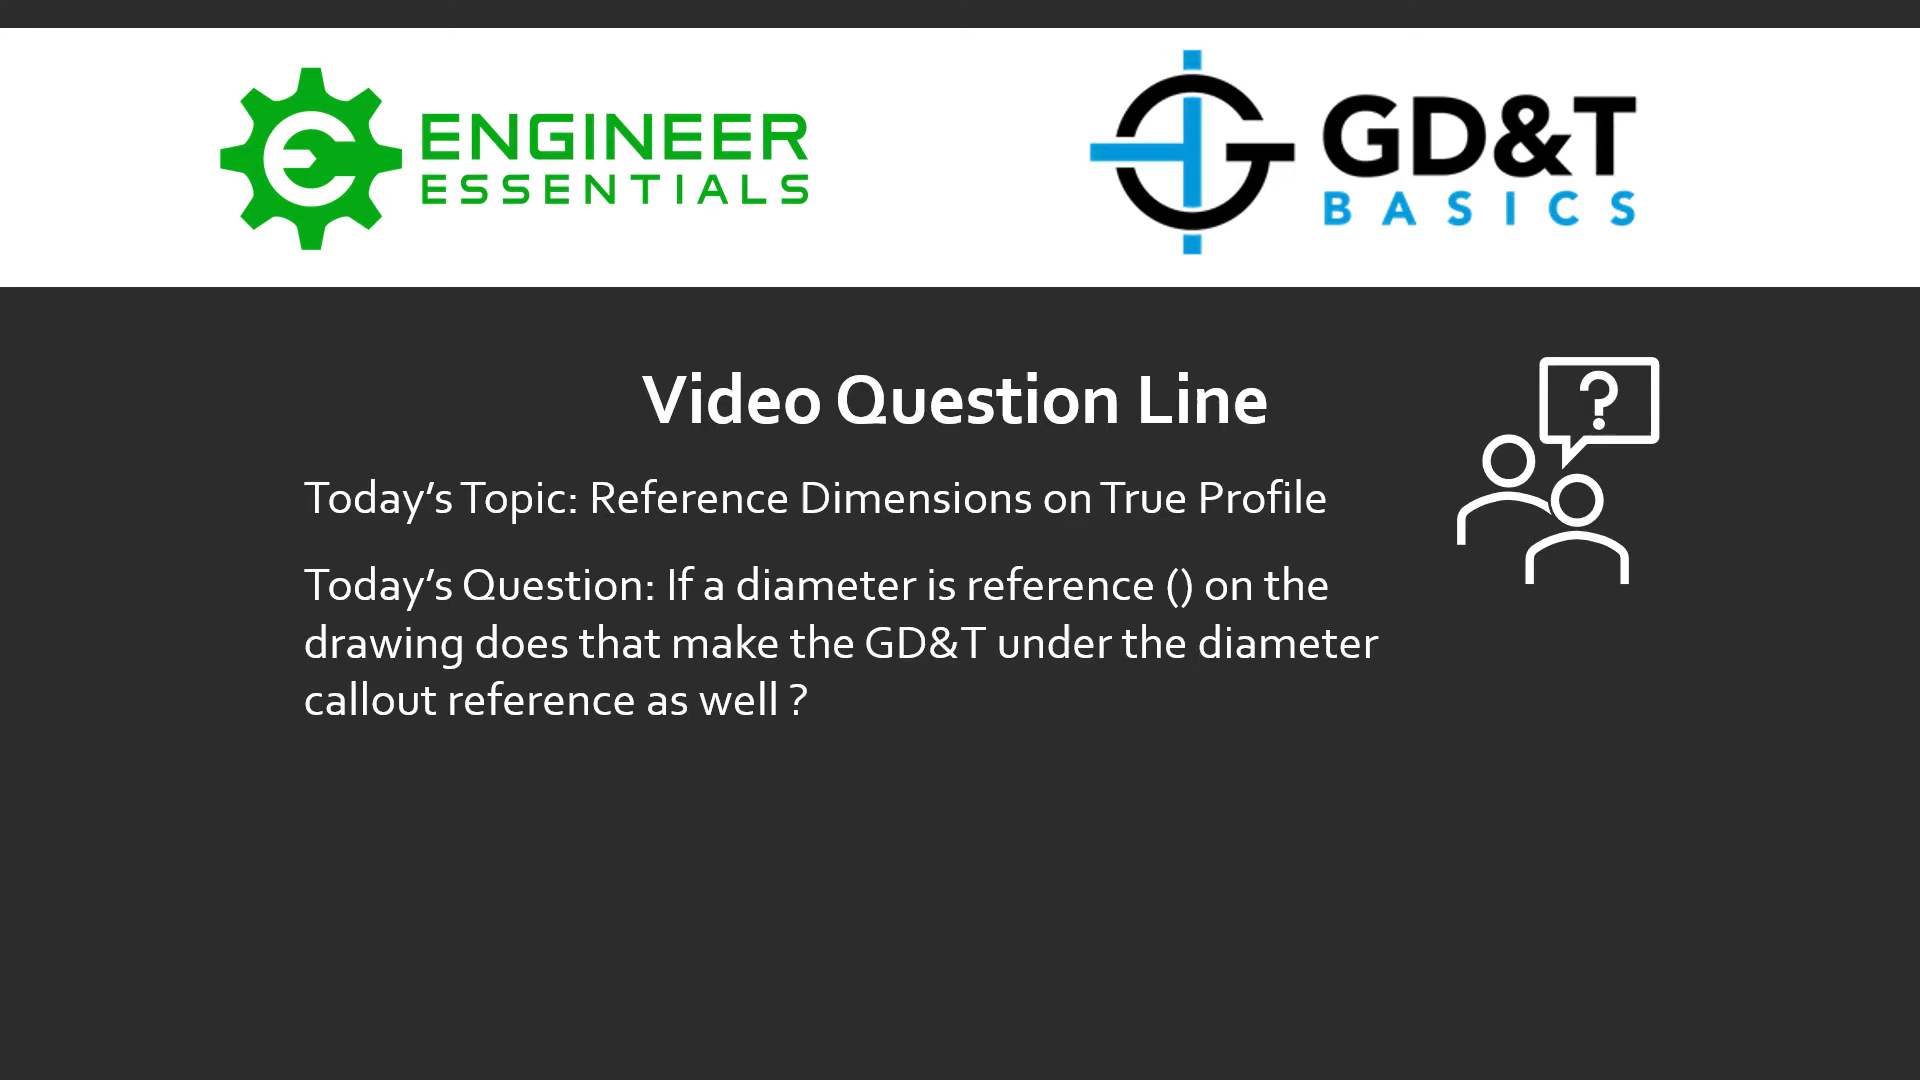 ENGINEER
ESSENTIALS
GD&T
BASICS
Video Question Line
Today’s Topic: Reference Dimensions on True Profile
Today’s Question: If a diameter is reference () on the
drawing does that make the GD&T under the diameter
callout reference as well ?
?